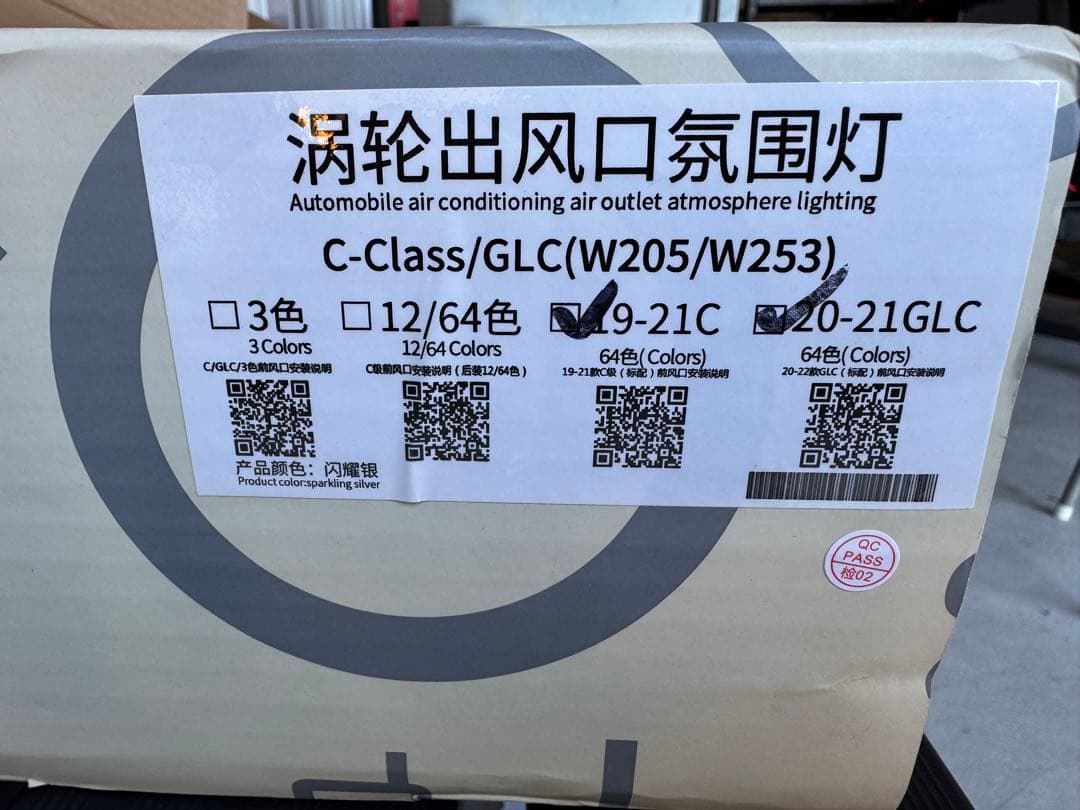 涡轮出风口氛围灯
Automobile air conditioning air outlet atmosphere lighting
C-Class/GLC(W205/W253)
3色 12/64色 19-21C 20-21GLC
3 Colors 12/64 Colors 64色(Colors) 64色(Colors)
C/GLC/3色前风口安装说明 C级前风口安装说明（后装12/64色） 19-21款C级（标配）前风口安装说明 20-22款GLC（标配）前风口安装说明
产品颜色：闪耀银
Product color:sparkling silver
QC
PASS
检02